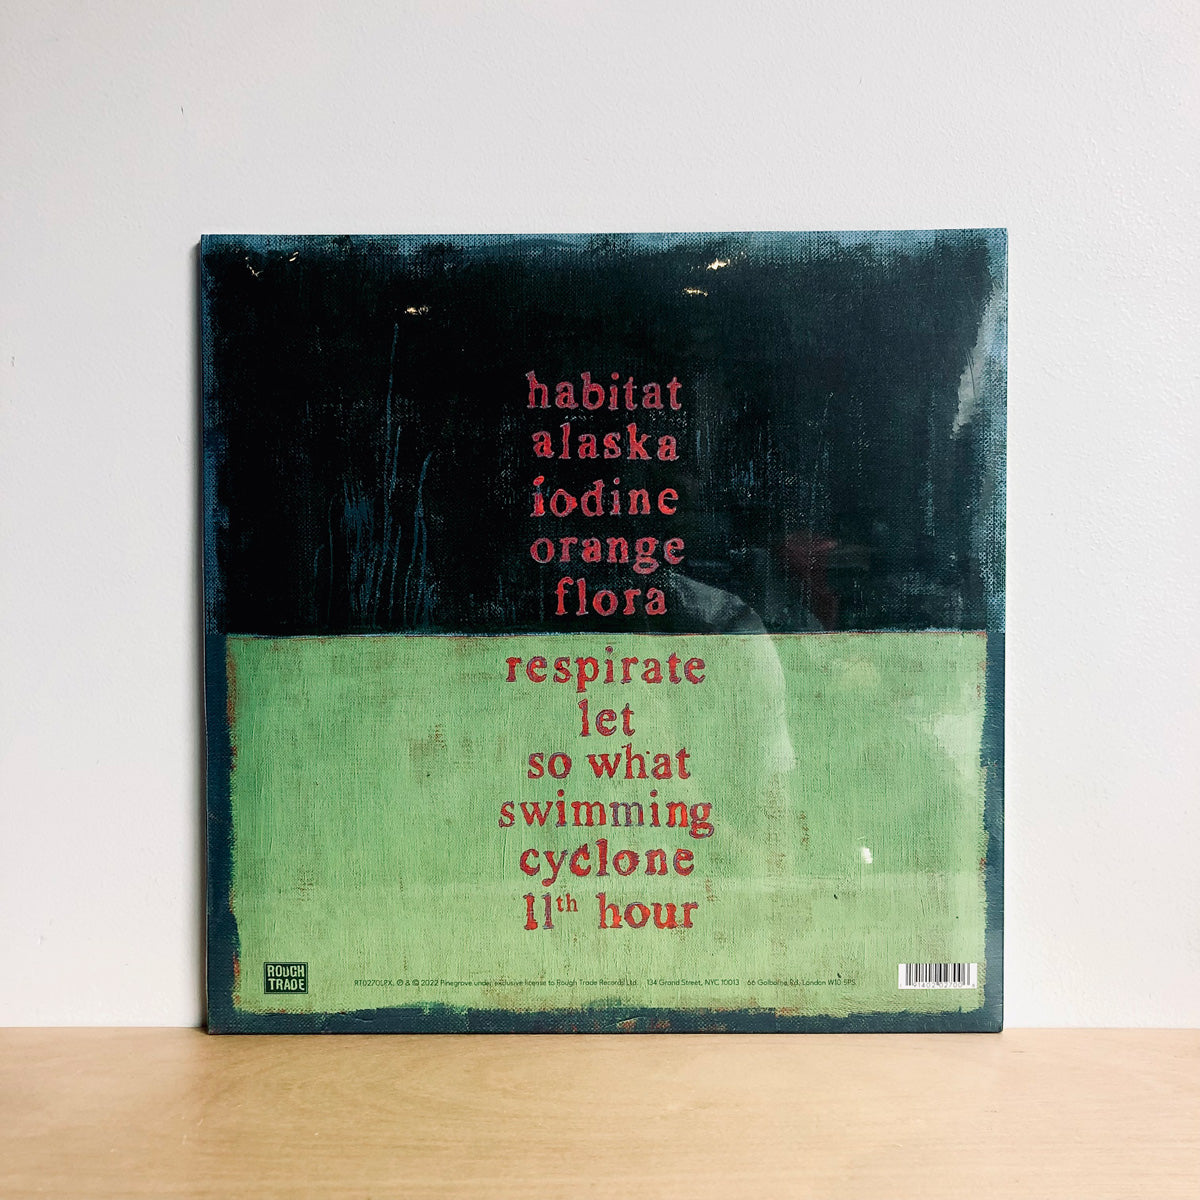 habitat
alaska
iodine
orange
flora
respirate
let
so what
swimming
cyclone
11th hour
ROUGH
TRADE
RT0270LPX. ℗ & © 2022 Pinegrove under exclusive license to Rough Trade Records Ltd. 134 Grand Street, NYC 10013 66 Golborne Rd, London W10 5PS.